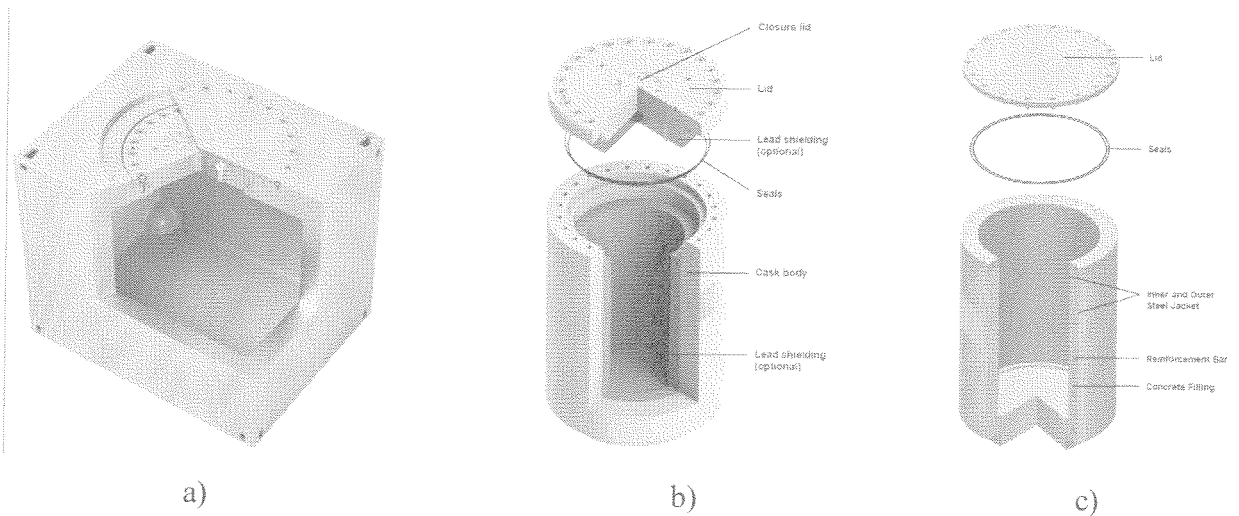 Closure lid
Lid
Lead shielding
(optional)
Seals
Cask body
Lead shielding
(optional)
Lid
Seals
Inner and Outer
Steel Jacket
Reinforcement Bar
Concrete Filling
a)
b)
c)